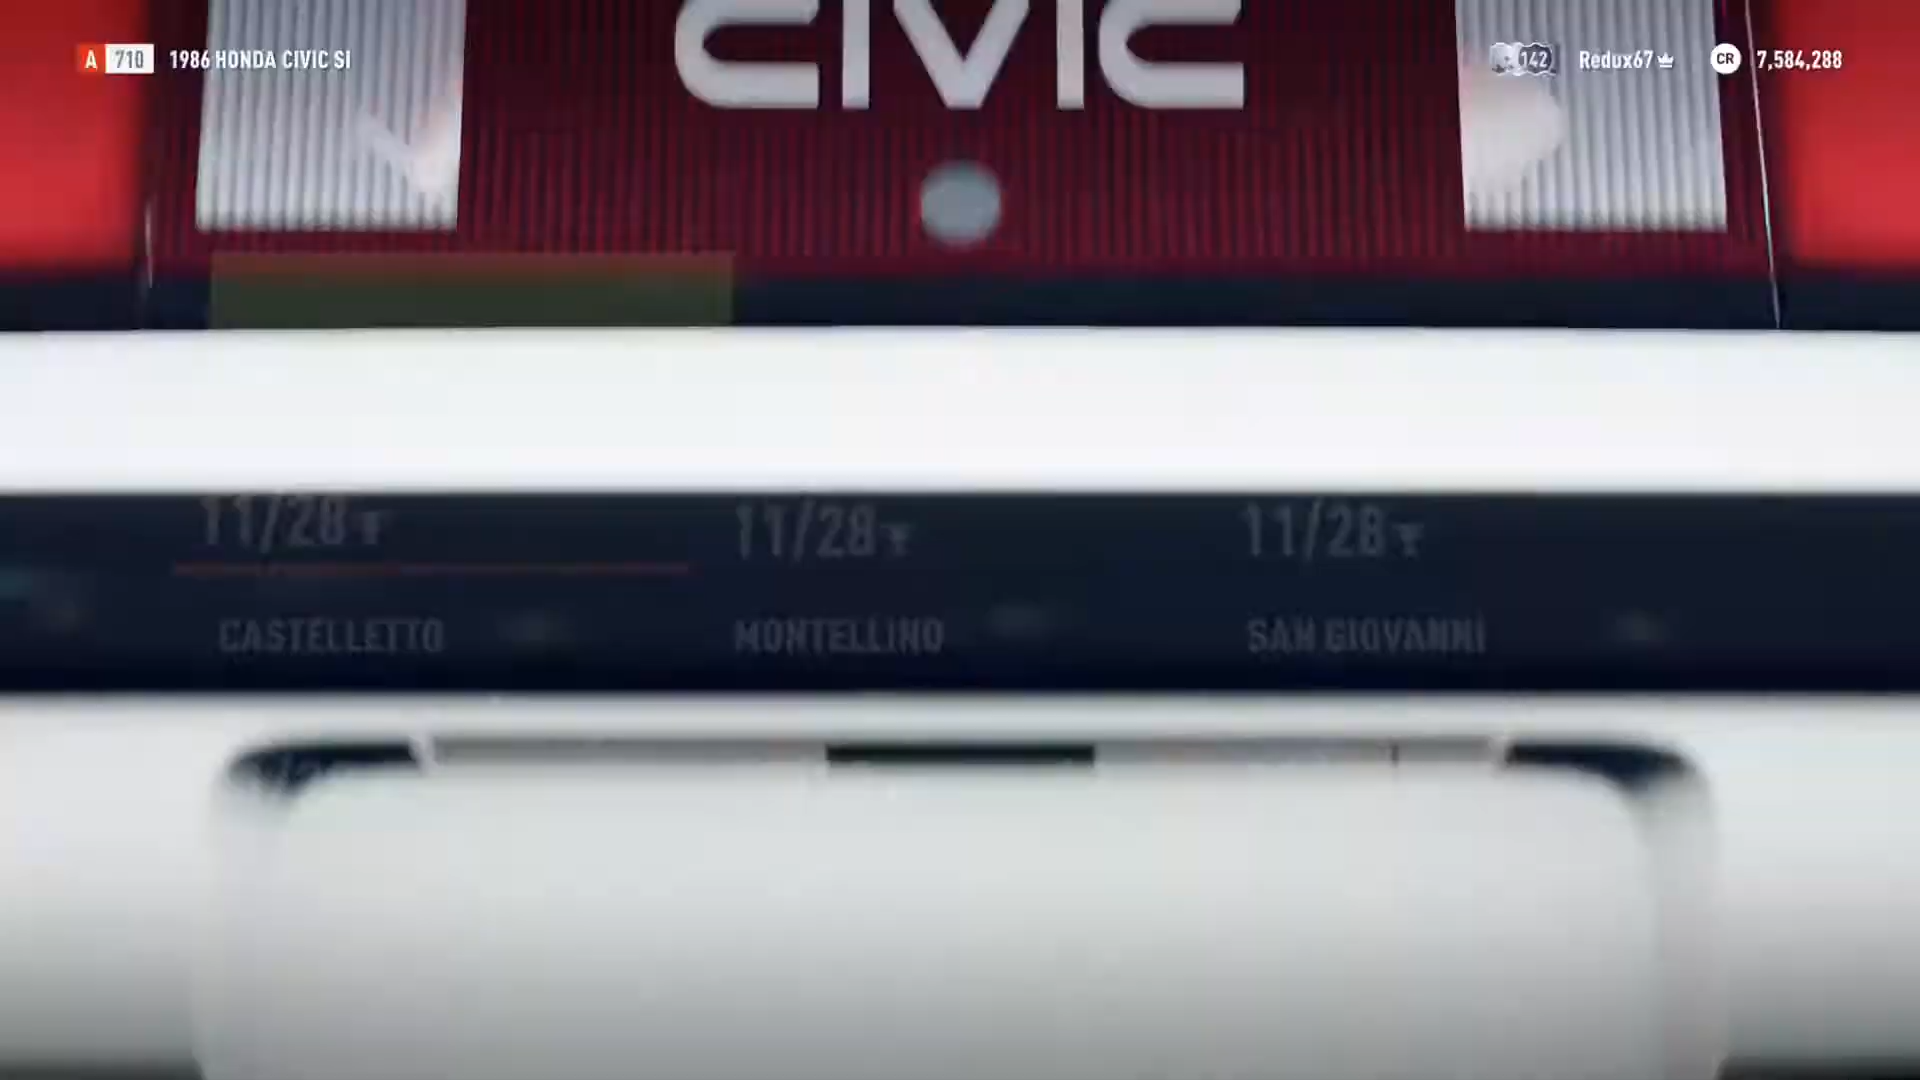 CIVIC
A 710 1986 HONDA CIVIC SI
142 Redux67 CR 7,584,288
11/28 11/28 11/28
CASTELLETTO MONTELLINO SAN GIOVANNI